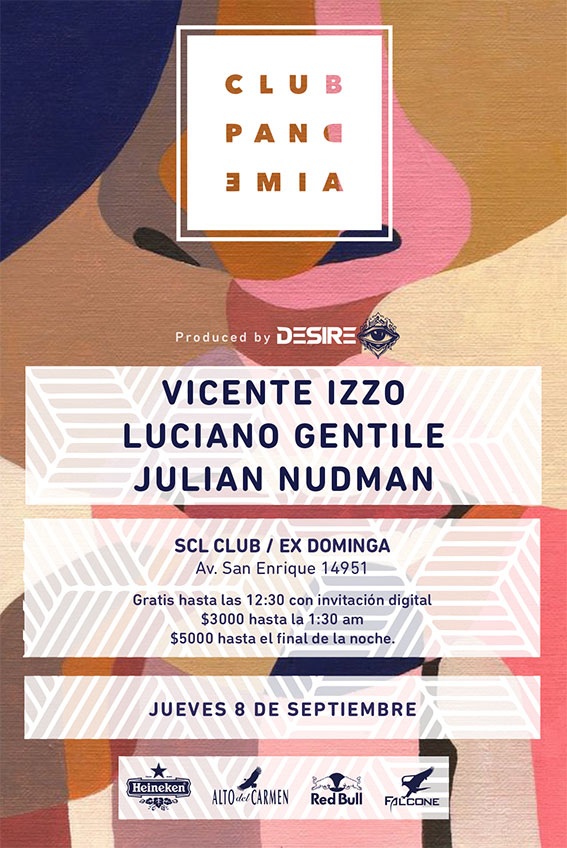 CLUB
PAND
EMIA
Produced by DESIRE
VICENTE IZZO
LUCIANO GENTILE
JULIAN NUDMAN
SCL CLUB / EX DOMINGA
Av. San Enrique 14951
Gratis hasta las 12:30 con invitación digital
$3000 hasta la 1:30 am
$5000 hasta el final de la noche.
JUEVES 8 DE SEPTIEMBRE
Heineken ALTO del CARMEN Red Bull FALCONE